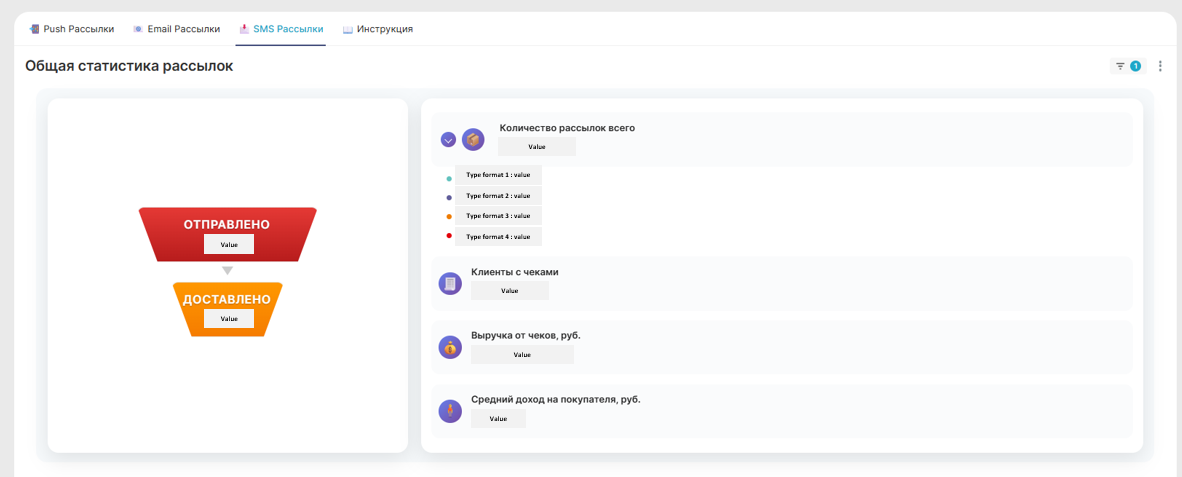 Push Рассылки
Email Рассылки
SMS Рассылки
Инструкция
Общая статистика рассылок
1
ОТПРАВЛЕНО
Value
ДОСТАВЛЕНО
Value
Количество рассылок всего
Value
Type format 1 : value
Type format 2 : value
Type format 3 : value
Type format 4 : value
Клиенты с чеками
Value
Выручка от чеков, руб.
Value
Средний доход на покупателя, руб.
Value